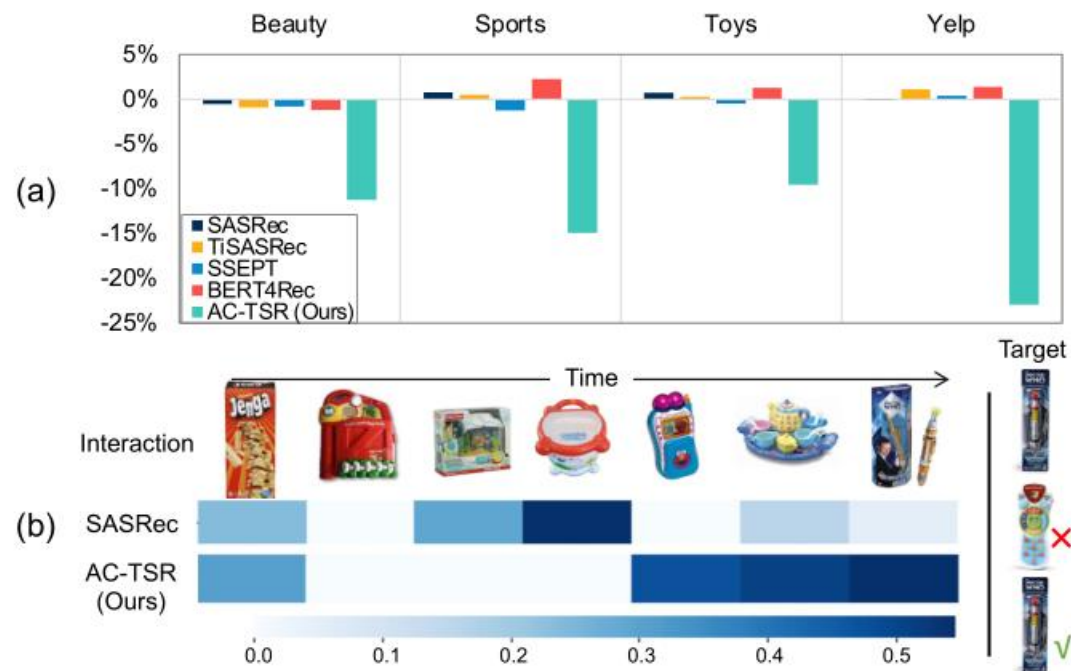 Beauty Sports Toys Yelp
5%
0%
-5%
-10%
-15%
-20%
-25%
(a)
SASRec
TiSASRec
SSEPT
BERT4Rec
AC-TSR (Ours)
Time
Target
Interaction
Jenga
(b)
SASRec
AC-TSR
(Ours)
0.0 0.1 0.2 0.3 0.4 0.5